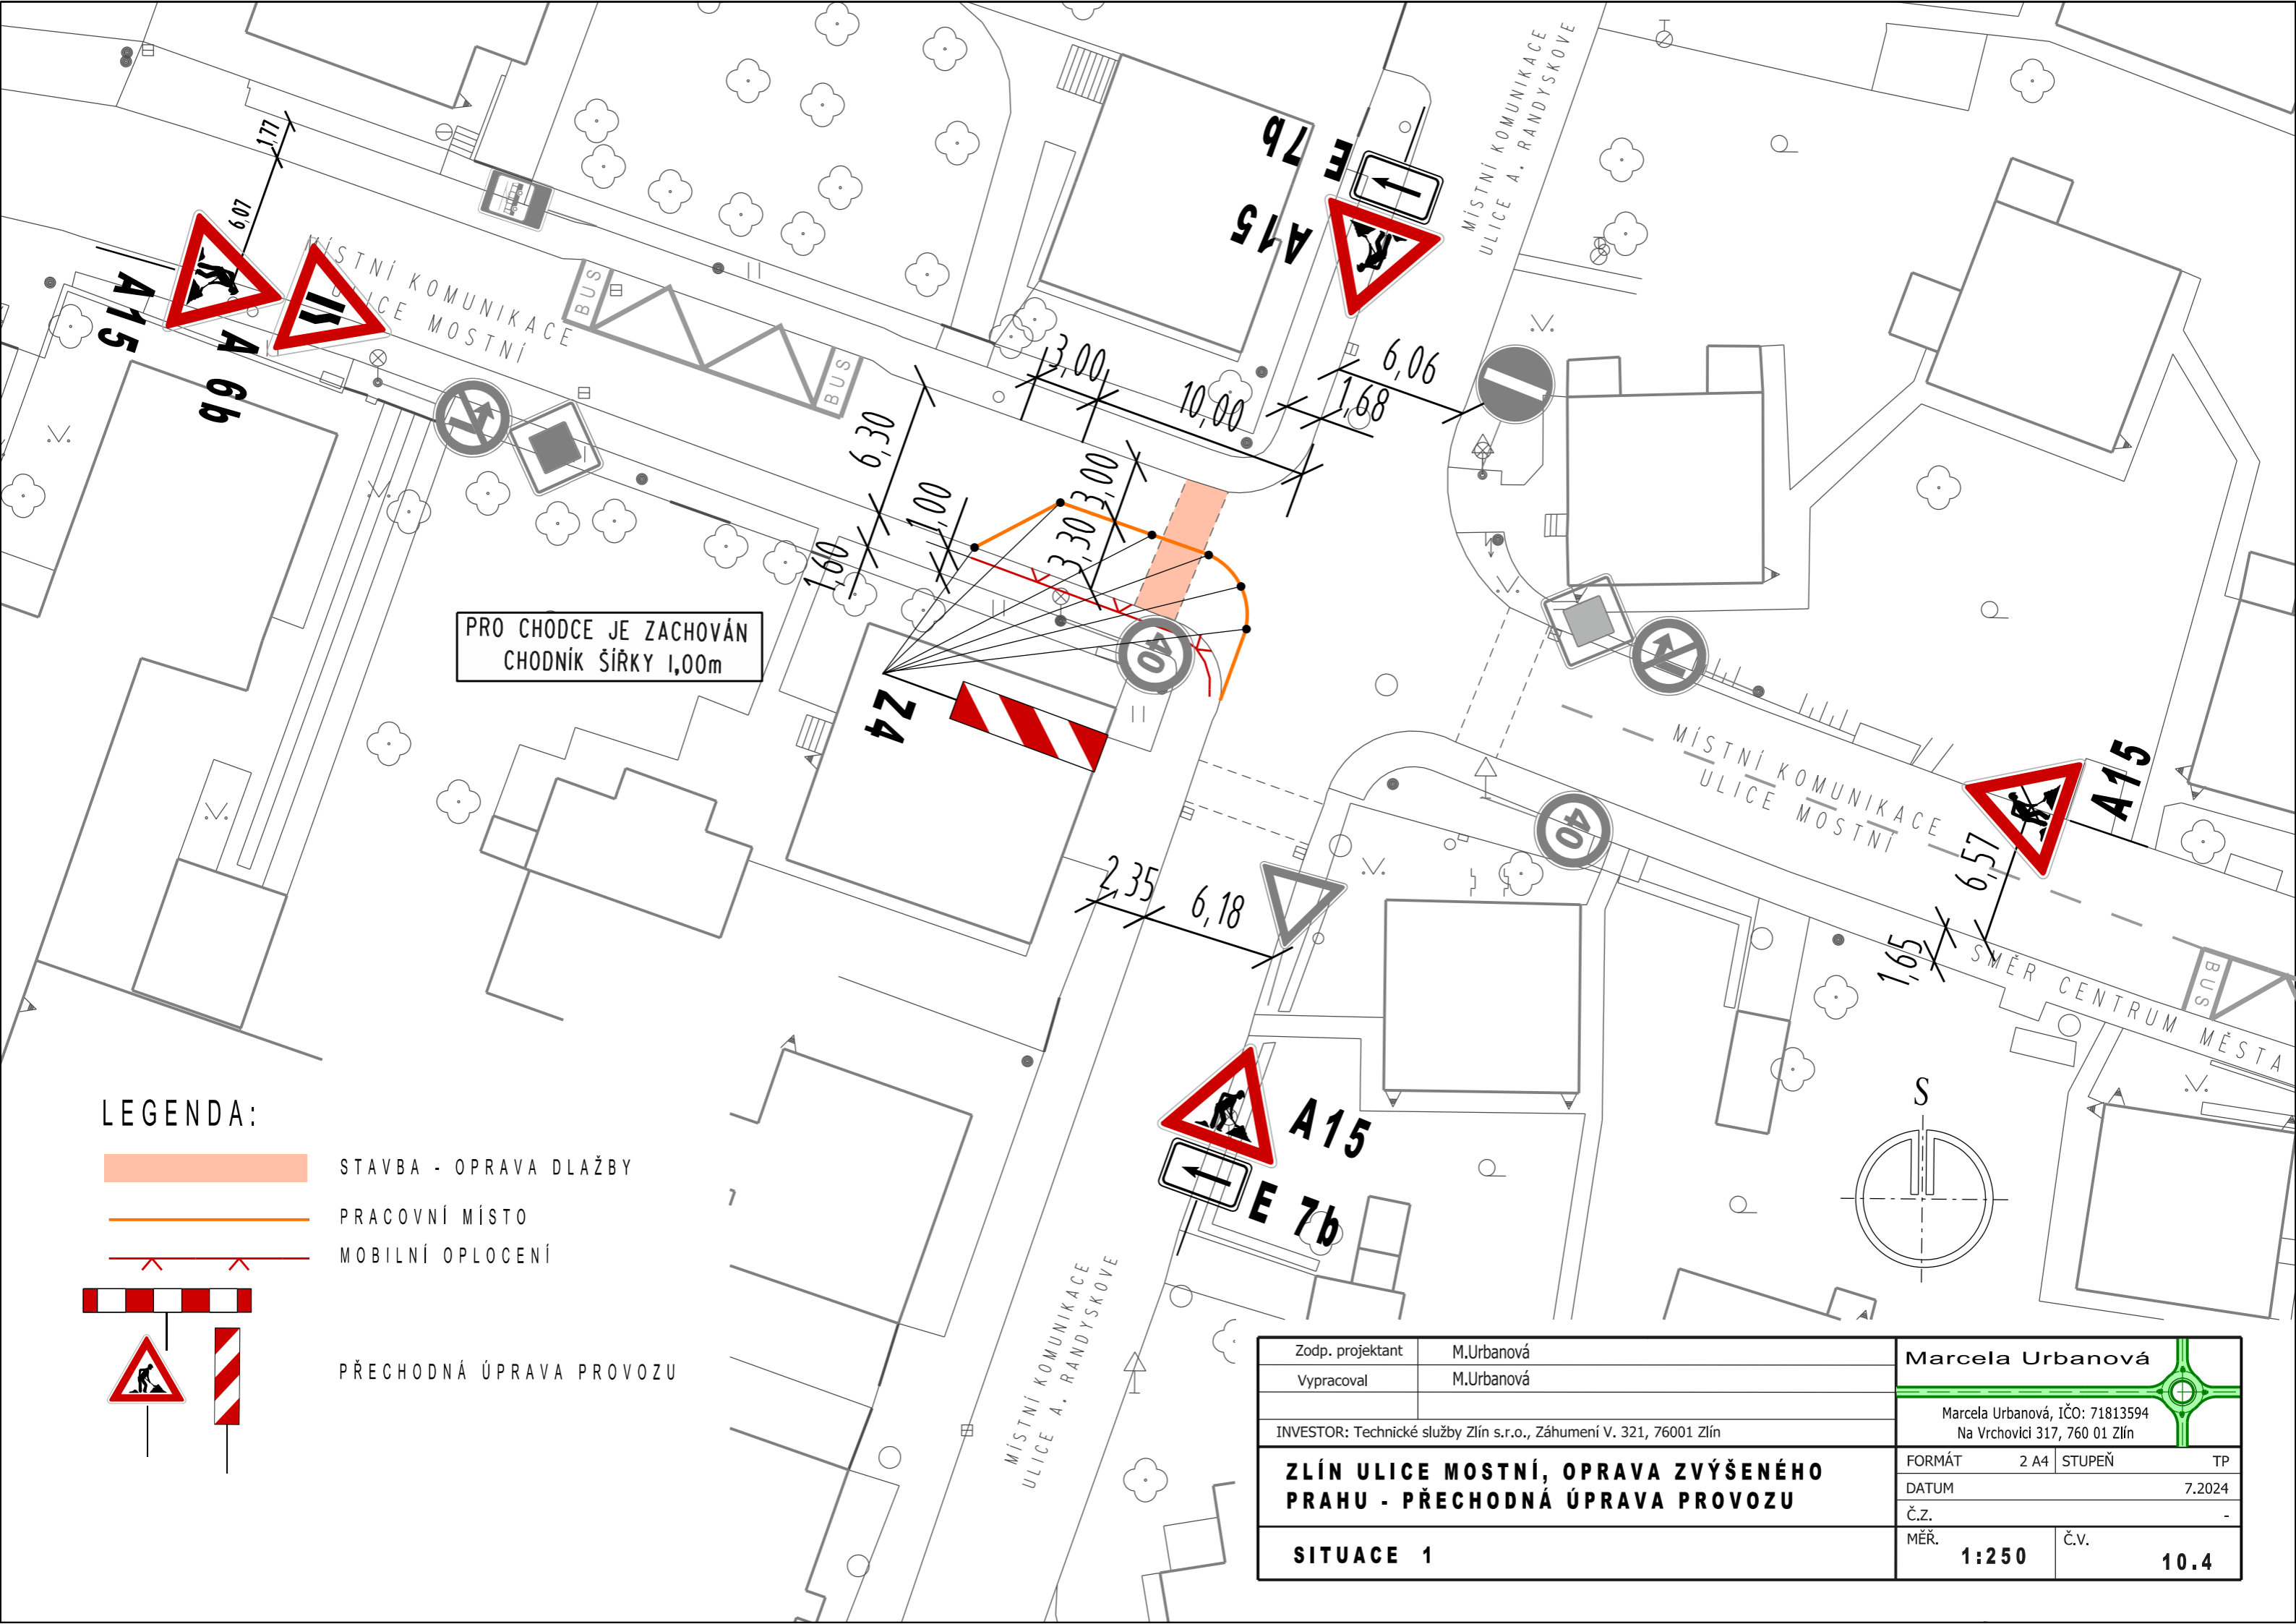 1,77
6,07
A 15
A 6b
MÍSTNÍ KOMUNIKACE
ULICE MOSTNÍ
BUS
BUS
E 7b
A15
MÍSTNÍ KOMUNIKACE
ULICE A. RANDYSKOVE
3,00
10,00
6,06
1,68
6,30
1,00
1,60
3,00
3,30
40
PRO CHODCE JE ZACHOVÁN
CHODNÍK ŠÍŘKY 1,00m
Z4
2,35
6,18
40
MÍSTNÍ KOMUNIKACE
ULICE MOSTNÍ
A15
6,57
1,65
SMĚR CENTRUM MĚSTA
BUS
A15
E 7b
MÍSTNÍ KOMUNIKACE
ULICE A. RANDYSKOVE
S
LEGENDA:
STAVBA - OPRAVA DLAŽBY
PRACOVNÍ MÍSTO
MOBILNÍ OPLOCENÍ
PŘECHODNÁ ÚPRAVA PROVOZU
Zodp. projektant M.Urbanová
Vypracoval M.Urbanová
INVESTOR: Technické služby Zlín s.r.o., Záhumení V. 321, 76001 Zlín
ZLÍN ULICE MOSTNÍ, OPRAVA ZVÝŠENÉHO
PRAHU - PŘECHODNÁ ÚPRAVA PROVOZU
SITUACE 1
Marcela Urbanová
Marcela Urbanová, IČO: 71813594
Na Vrchovici 317, 760 01 Zlín
FORMÁT 2 A4 STUPEŇ TP
DATUM 7.2024
Č.Z. -
MĚŘ. 1:250 Č.V. 10.4